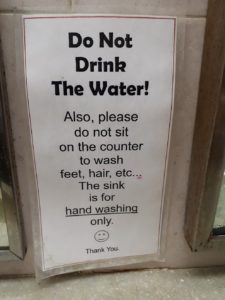 Do Not
Drink
The Water!
Also, please
do not sit
on the counter
to wash
feet, hair, etc...
The sink
is for
hand washing
only.
Thank You.